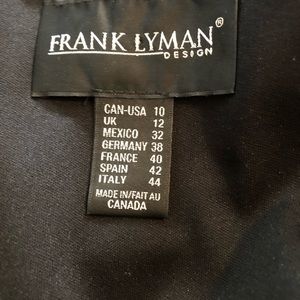 FRANK LYMAN®
DESIGN
CAN-USA 10
UK 12
MEXICO 32
GERMANY 38
FRANCE 40
SPAIN 42
ITALY 44
MADE IN/FAIT AU
CANADA